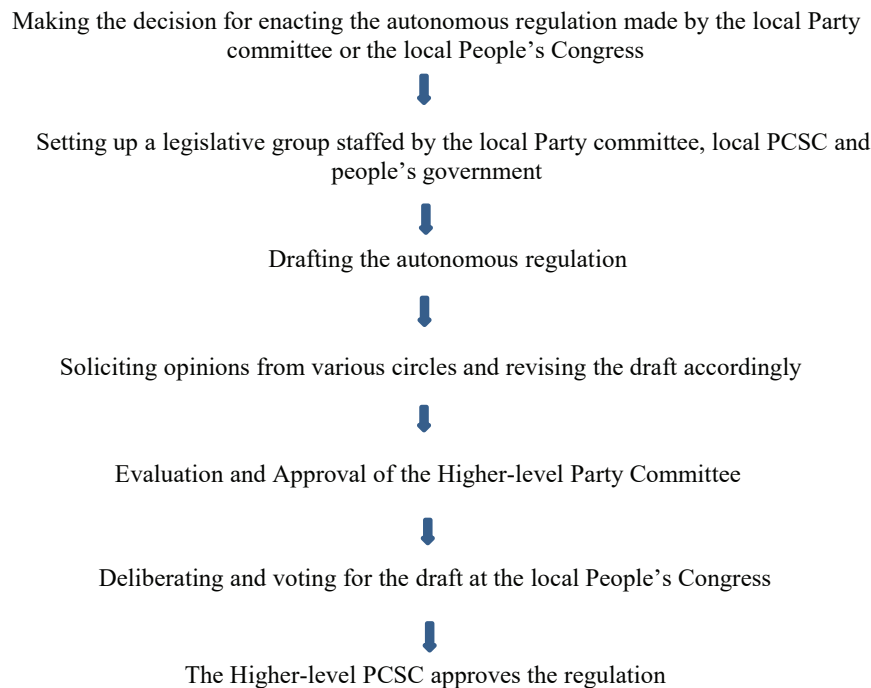 Making the decision for enacting the autonomous regulation made by the local Party
committee or the local People’s Congress
Setting up a legislative group staffed by the local Party committee, local PCSC and
people’s government
Drafting the autonomous regulation
Soliciting opinions from various circles and revising the draft accordingly
Evaluation and Approval of the Higher-level Party Committee
Deliberating and voting for the draft at the local People’s Congress
The Higher-level PCSC approves the regulation